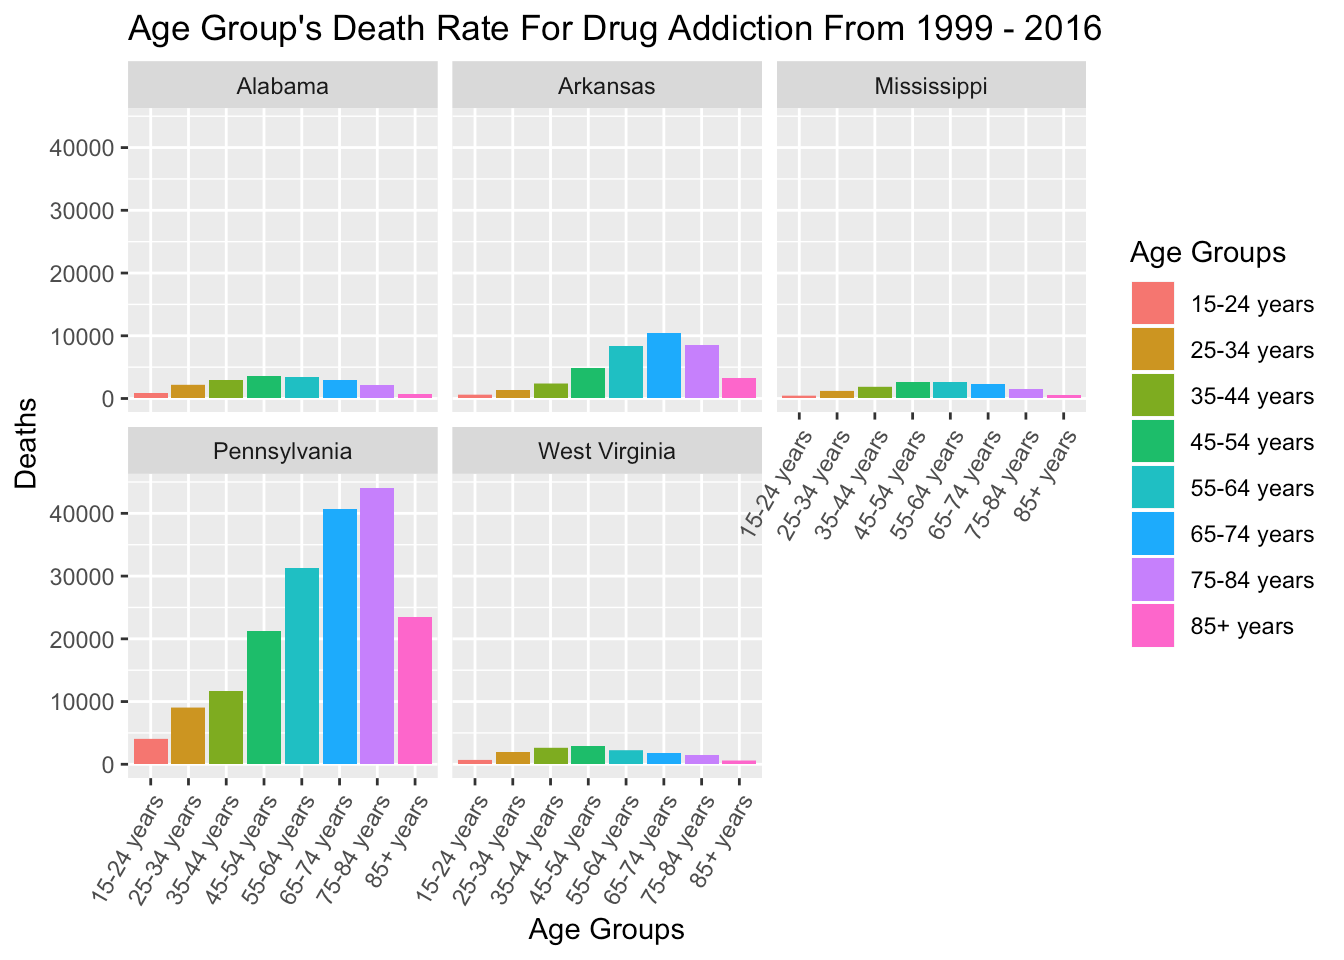 Age Group's Death Rate For Drug Addiction From 1999 - 2016
Alabama
Arkansas
Mississippi
40000
30000
20000
10000
0
Deaths
15-24 years
25-34 years
35-44 years
45-54 years
55-64 years
65-74 years
75-84 years
85+ years
Pennsylvania
West Virginia
40000
30000
20000
10000
0
15-24 years
25-34 years
35-44 years
45-54 years
55-64 years
65-74 years
75-84 years
85+ years
15-24 years
25-34 years
35-44 years
45-54 years
55-64 years
65-74 years
75-84 years
85+ years
Age Groups
Age Groups
15-24 years
25-34 years
35-44 years
45-54 years
55-64 years
65-74 years
75-84 years
85+ years